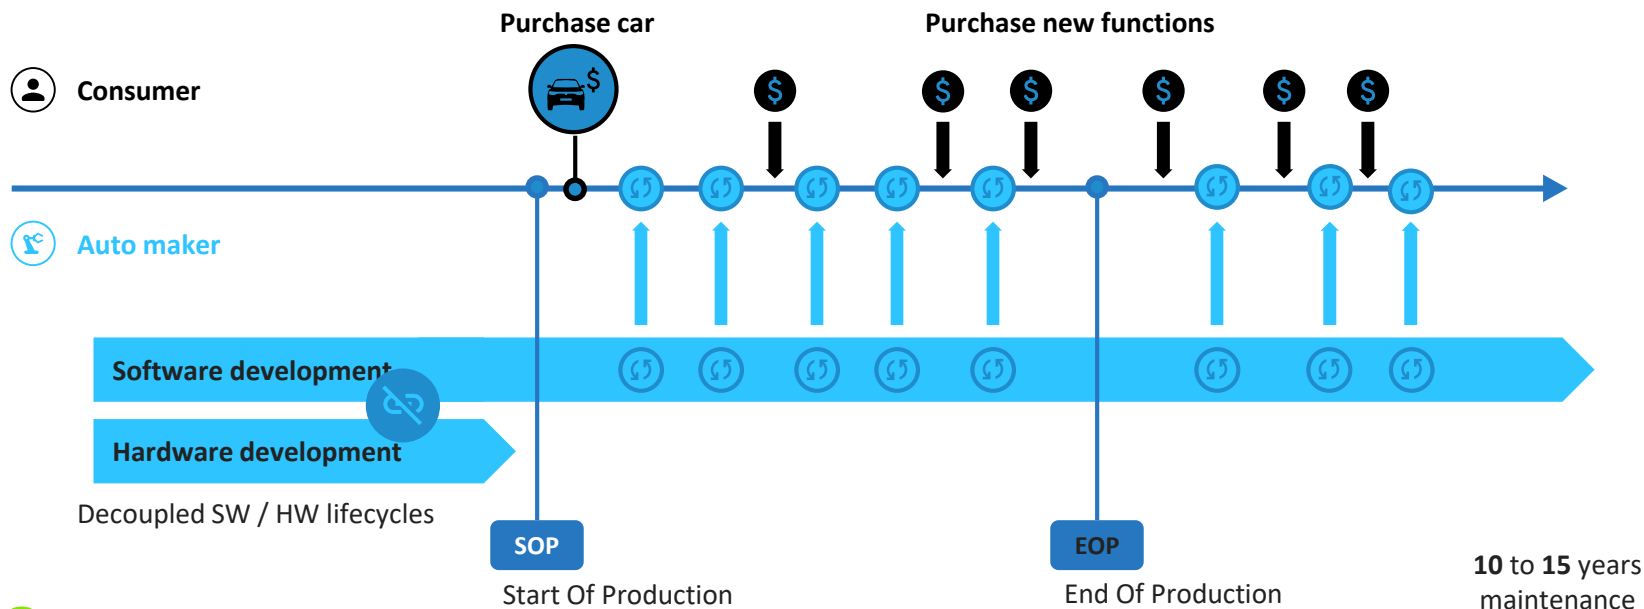 Purchase car
Purchase new functions
$
$ $ $ $ $ $
Consumer
Auto maker
Software development
Hardware development
Decoupled SW / HW lifecycles
SOP
EOP
Start Of Production
End Of Production
10 to 15 years
maintenance